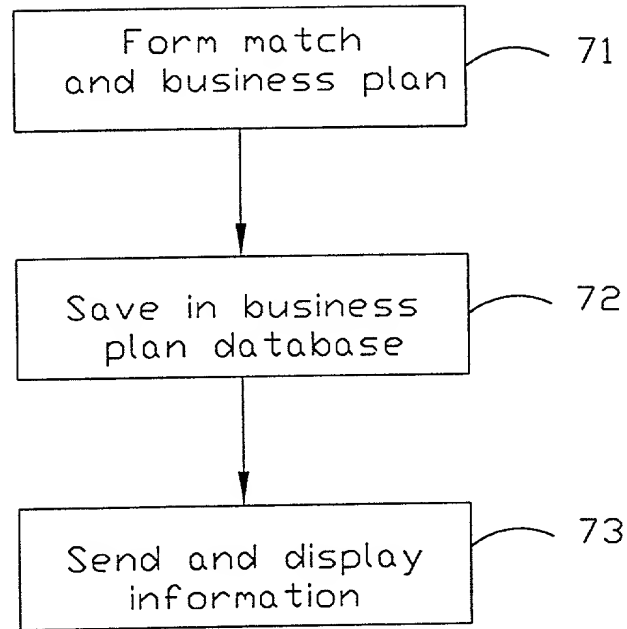 Form match
and business plan
71
Save in business
plan database
72
Send and display
information
73